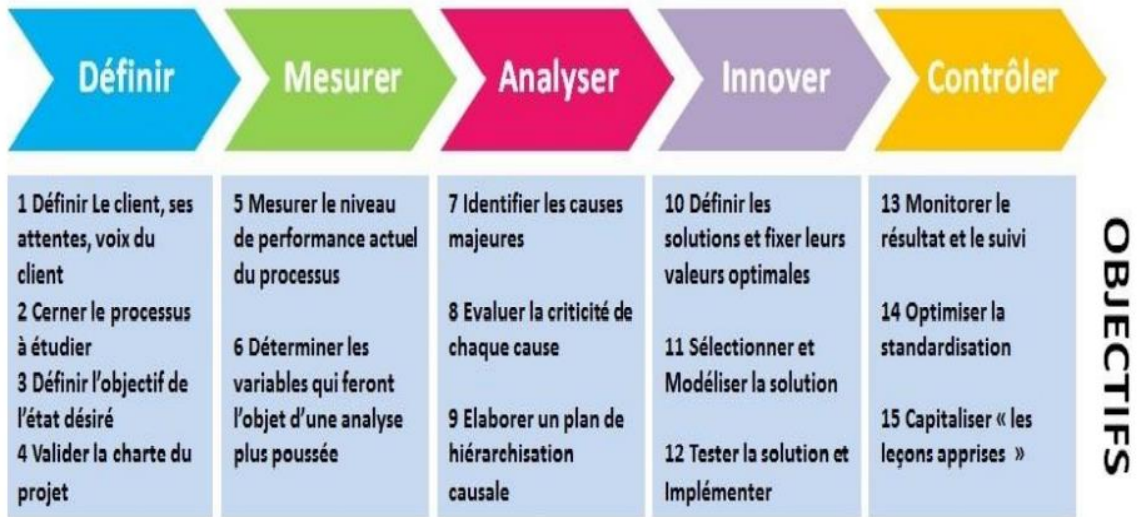 Définir
Mesurer
Analyser
Innover
Contrôler
1 Définir Le client, ses
attentes, voix du
client
2 Cerner le processus
à étudier
3 Définir l'objectif de
l'état désiré
4 Valider la charte du
projet
5 Mesurer le niveau
de performance actuel
du processus
6 Déterminer les
variables qui feront
l'objet d'une analyse
plus poussée
7 Identifier les causes
majeures
8 Evaluer la criticité de
chaque cause
9 Elaborer un plan de
hiérarchisation
causale
10 Définir les
solutions et fixer leurs
valeurs optimales
11 Sélectionner et
Modéliser la solution
12 Tester la solution et
Implémenter
13 Monitorer le
résultat et le suivi
14 Optimiser la
standardisation
15 Capitaliser « les
leçons apprises »
OBJECTIFS